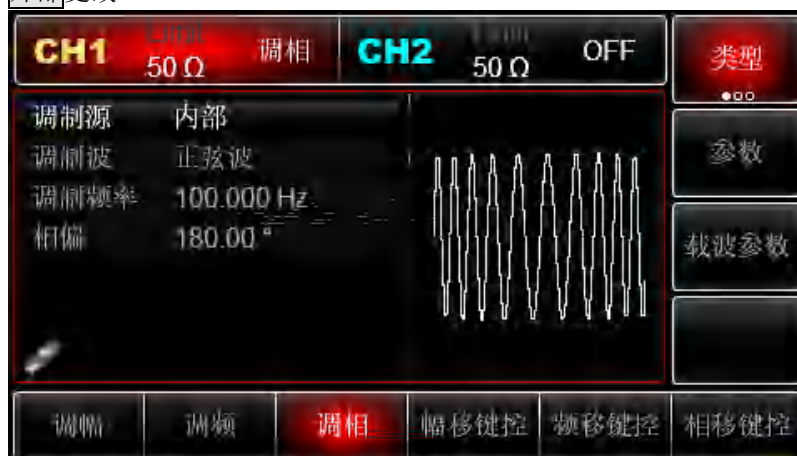 CH1 Limit 50 Ω 调相 CH2 Limit 50 Ω OFF 类型
调制源 内部
调制波 正弦波
调制频率 100.000 Hz
相偏 180.00 °
参数
载波参数
调幅 调频 调相 幅移键控 频移键控 相移键控